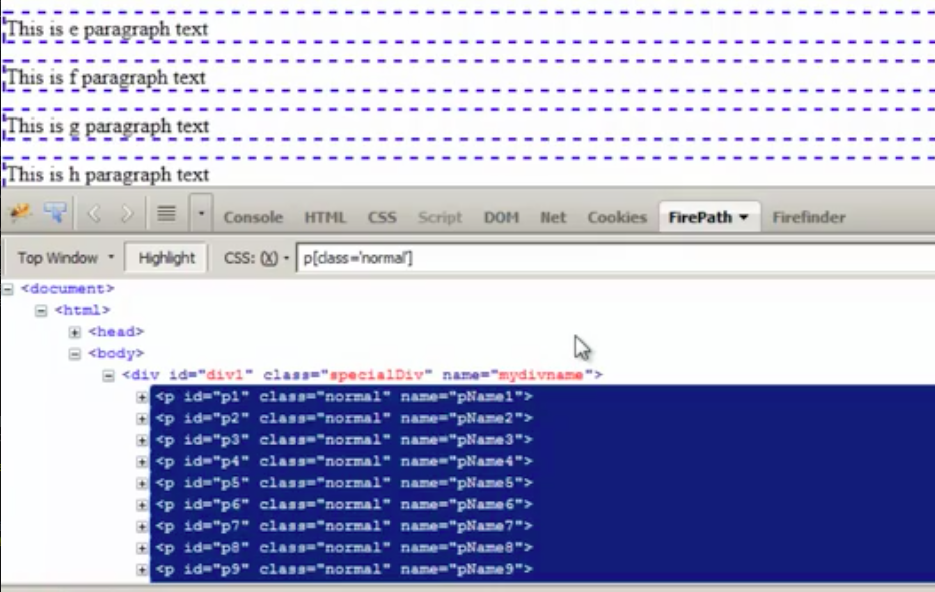 This is e paragraph text
This is f paragraph text
This is g paragraph text
This is h paragraph text
Console HTML CSS Script DOM Net Cookies FirePath Firefinder
Top Window Highlight CSS: (X) p[class='normal']
<document>
<html>
<head>
<body>
<div id="div1" class="specialDiv" name="mydivname">
<p id="p1" class="normal" name="pName1">
<p id="p2" class="normal" name="pName2">
<p id="p3" class="normal" name="pName3">
<p id="p4" class="normal" name="pName4">
<p id="p5" class="normal" name="pName5">
<p id="p6" class="normal" name="pName6">
<p id="p7" class="normal" name="pName7">
<p id="p8" class="normal" name="pName8">
<p id="p9" class="normal" name="pName9">